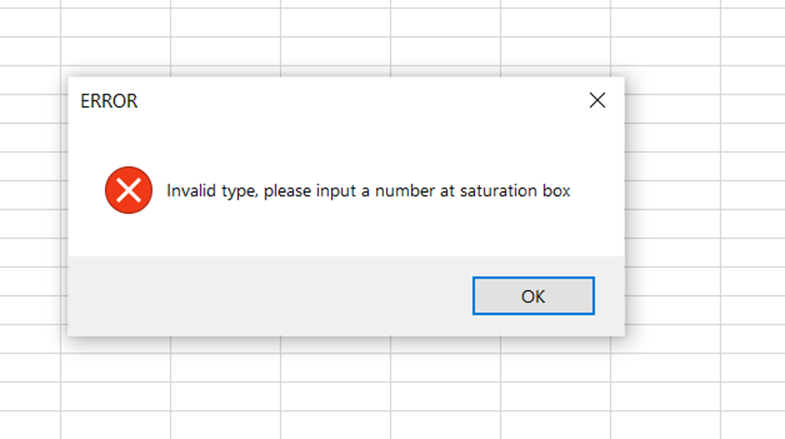 ERROR
Invalid type, please input a number at saturation box
OK